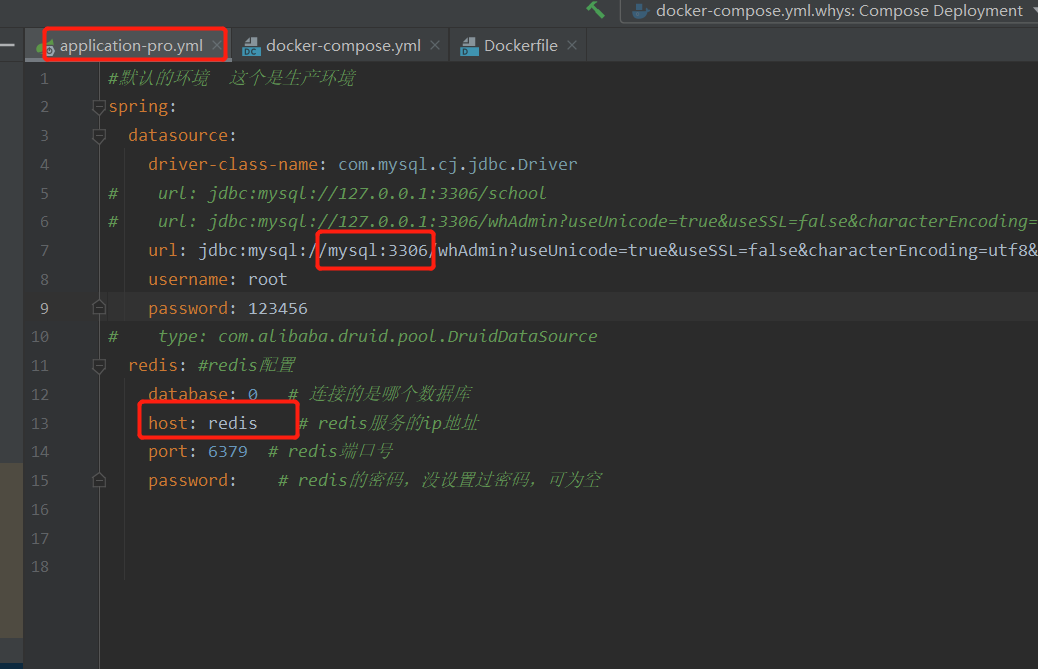 docker-compose.yml.whys: Compose Deployment
application-pro.yml docker-compose.yml Dockerfile
1 #默认的环境 这个是生产环境
2 spring:
3 datasource:
4 driver-class-name: com.mysql.cj.jdbc.Driver
5 # url: jdbc:mysql://127.0.0.1:3306/school
6 # url: jdbc:mysql://127.0.0.1:3306/whAdmin?useUnicode=true&useSSL=false&characterEncoding=
7 url: jdbc:mysql://mysql:3306/whAdmin?useUnicode=true&useSSL=false&characterEncoding=utf8&
8 username: root
9 password: 123456
10 # type: com.alibaba.druid.pool.DruidDataSource
11 redis: #redis配置
12 database: 0 # 连接的是哪个数据库
13 host: redis # redis服务的ip地址
14 port: 6379 # redis端口号
15 password: # redis的密码，没设置过密码，可为空
16
17
18